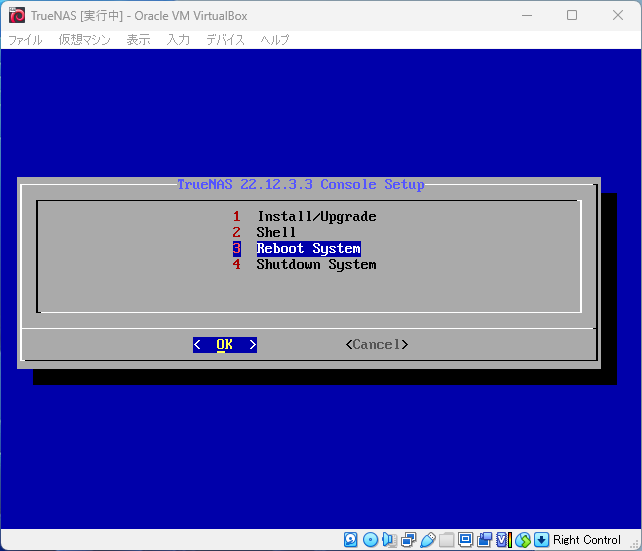 TrueNAS [実行中] - Oracle VM VirtualBox
ファイル 仮想マシン 表示 入力 デバイス ヘルプ
TrueNAS 22.12.3.3 Console Setup
1 Install/Upgrade
2 Shell
3 Reboot System
4 Shutdown System
< OK > <Cancel>
Right Control